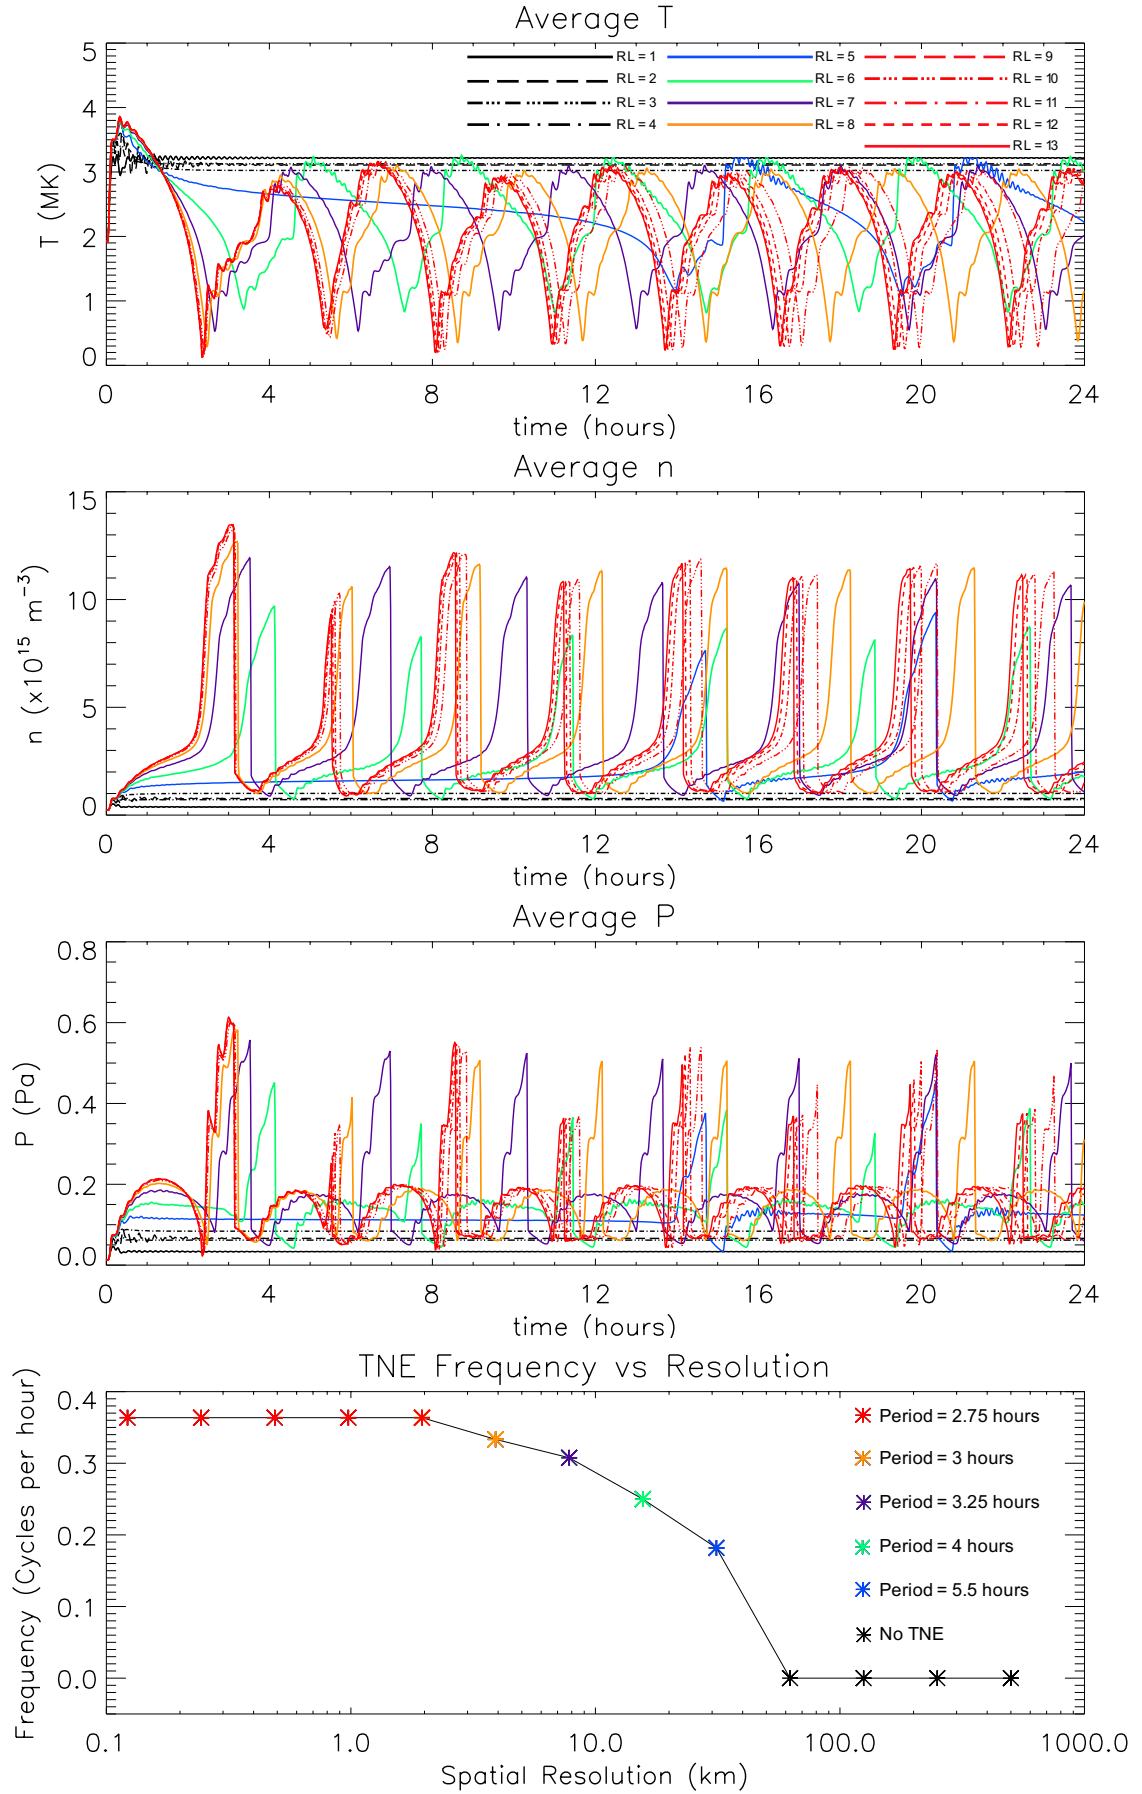 Average T
5
4
3
2
1
0
T (MK)
RL = 1
RL = 2
RL = 3
RL = 4
RL = 5
RL = 6
RL = 7
RL = 8
RL = 9
RL = 10
RL = 11
RL = 12
RL = 13
0 4 8 12 16 20 24
time (hours)
Average n
15
10
5
0
n (x10¹⁵ m⁻³)
0 4 8 12 16 20 24
time (hours)
Average P
0.8
0.6
0.4
0.2
0.0
P (Pa)
0 4 8 12 16 20 24
time (hours)
TNE Frequency vs Resolution
0.4
0.3
0.2
0.1
0.0
Frequency (Cycles per hour)
Period = 2.75 hours
Period = 3 hours
Period = 3.25 hours
Period = 4 hours
Period = 5.5 hours
No TNE
0.1 1.0 10.0 100.0 1000.0
Spatial Resolution (km)